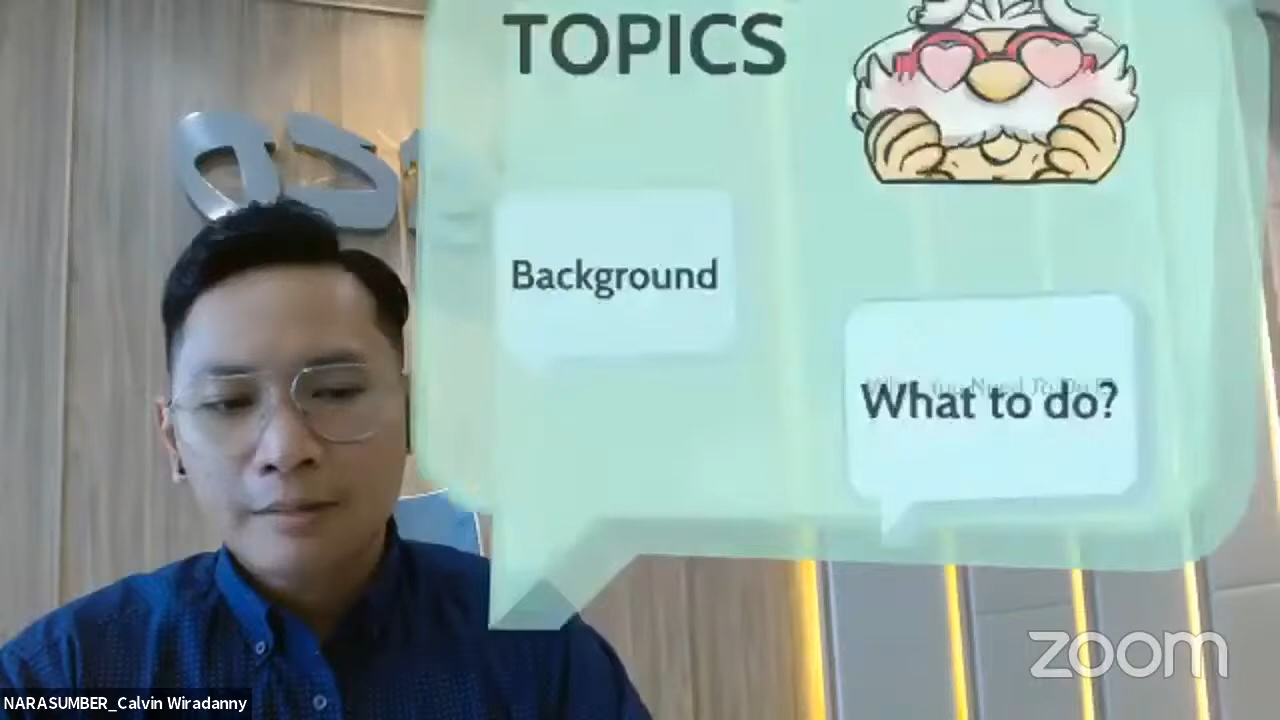 TOPICS
Background
What to do?
zoom
NARASUMBER_Calvin Wiradanny